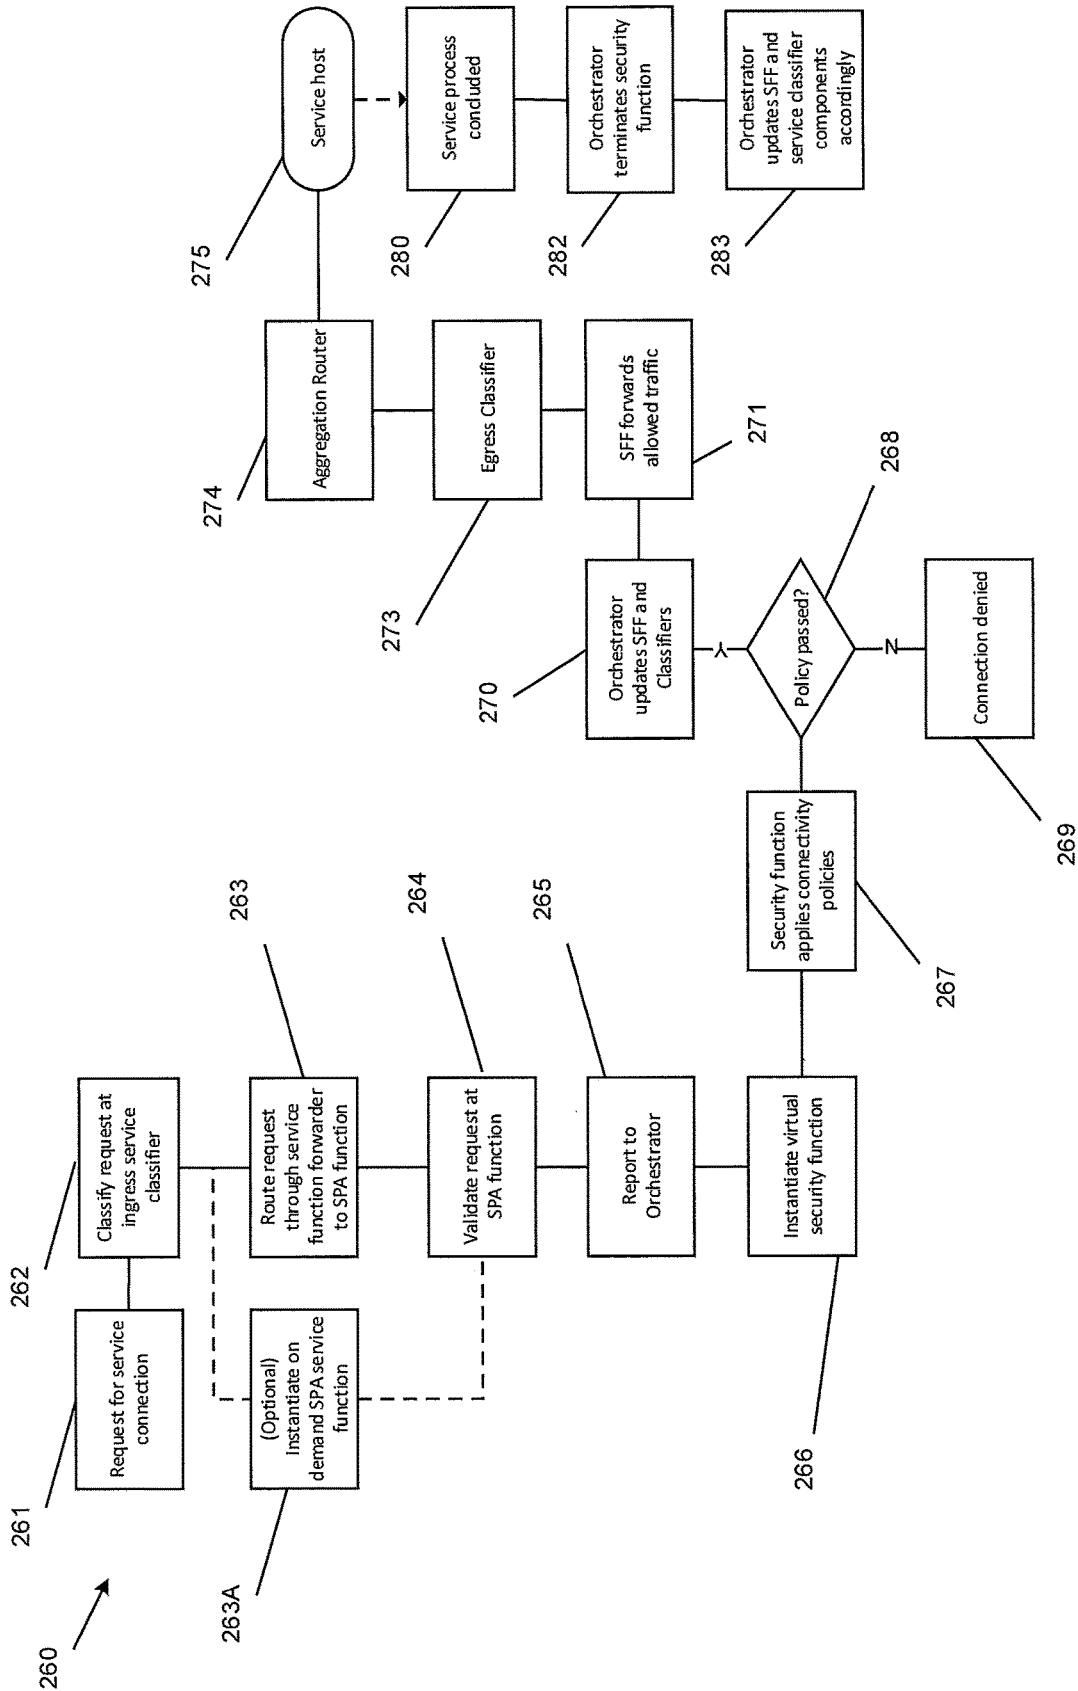 260
261
Request for service
connection
262
Classify request at
ingress service
classifier
263A
(Optional)
Instantiate on
demand SPA service
function
263
Route request
through service
function forwarder
to SPA function
264
Validate request at
SPA function
265
Report to
Orchestrator
266
Instantiate virtual
security function
267
Security function
applies connectivity
policies
268
Policy passed?
Y
N
269
Connection denied
270
Orchestrator
updates SFF and
Classifiers
271
SFF forwards
allowed traffic
273
Egress Classifier
274
Aggregation Router
275
Service host
280
Service process
concluded
282
Orchestrator
terminates security
function
283
Orchestrator
updates SFF and
service classifier
components
accordingly